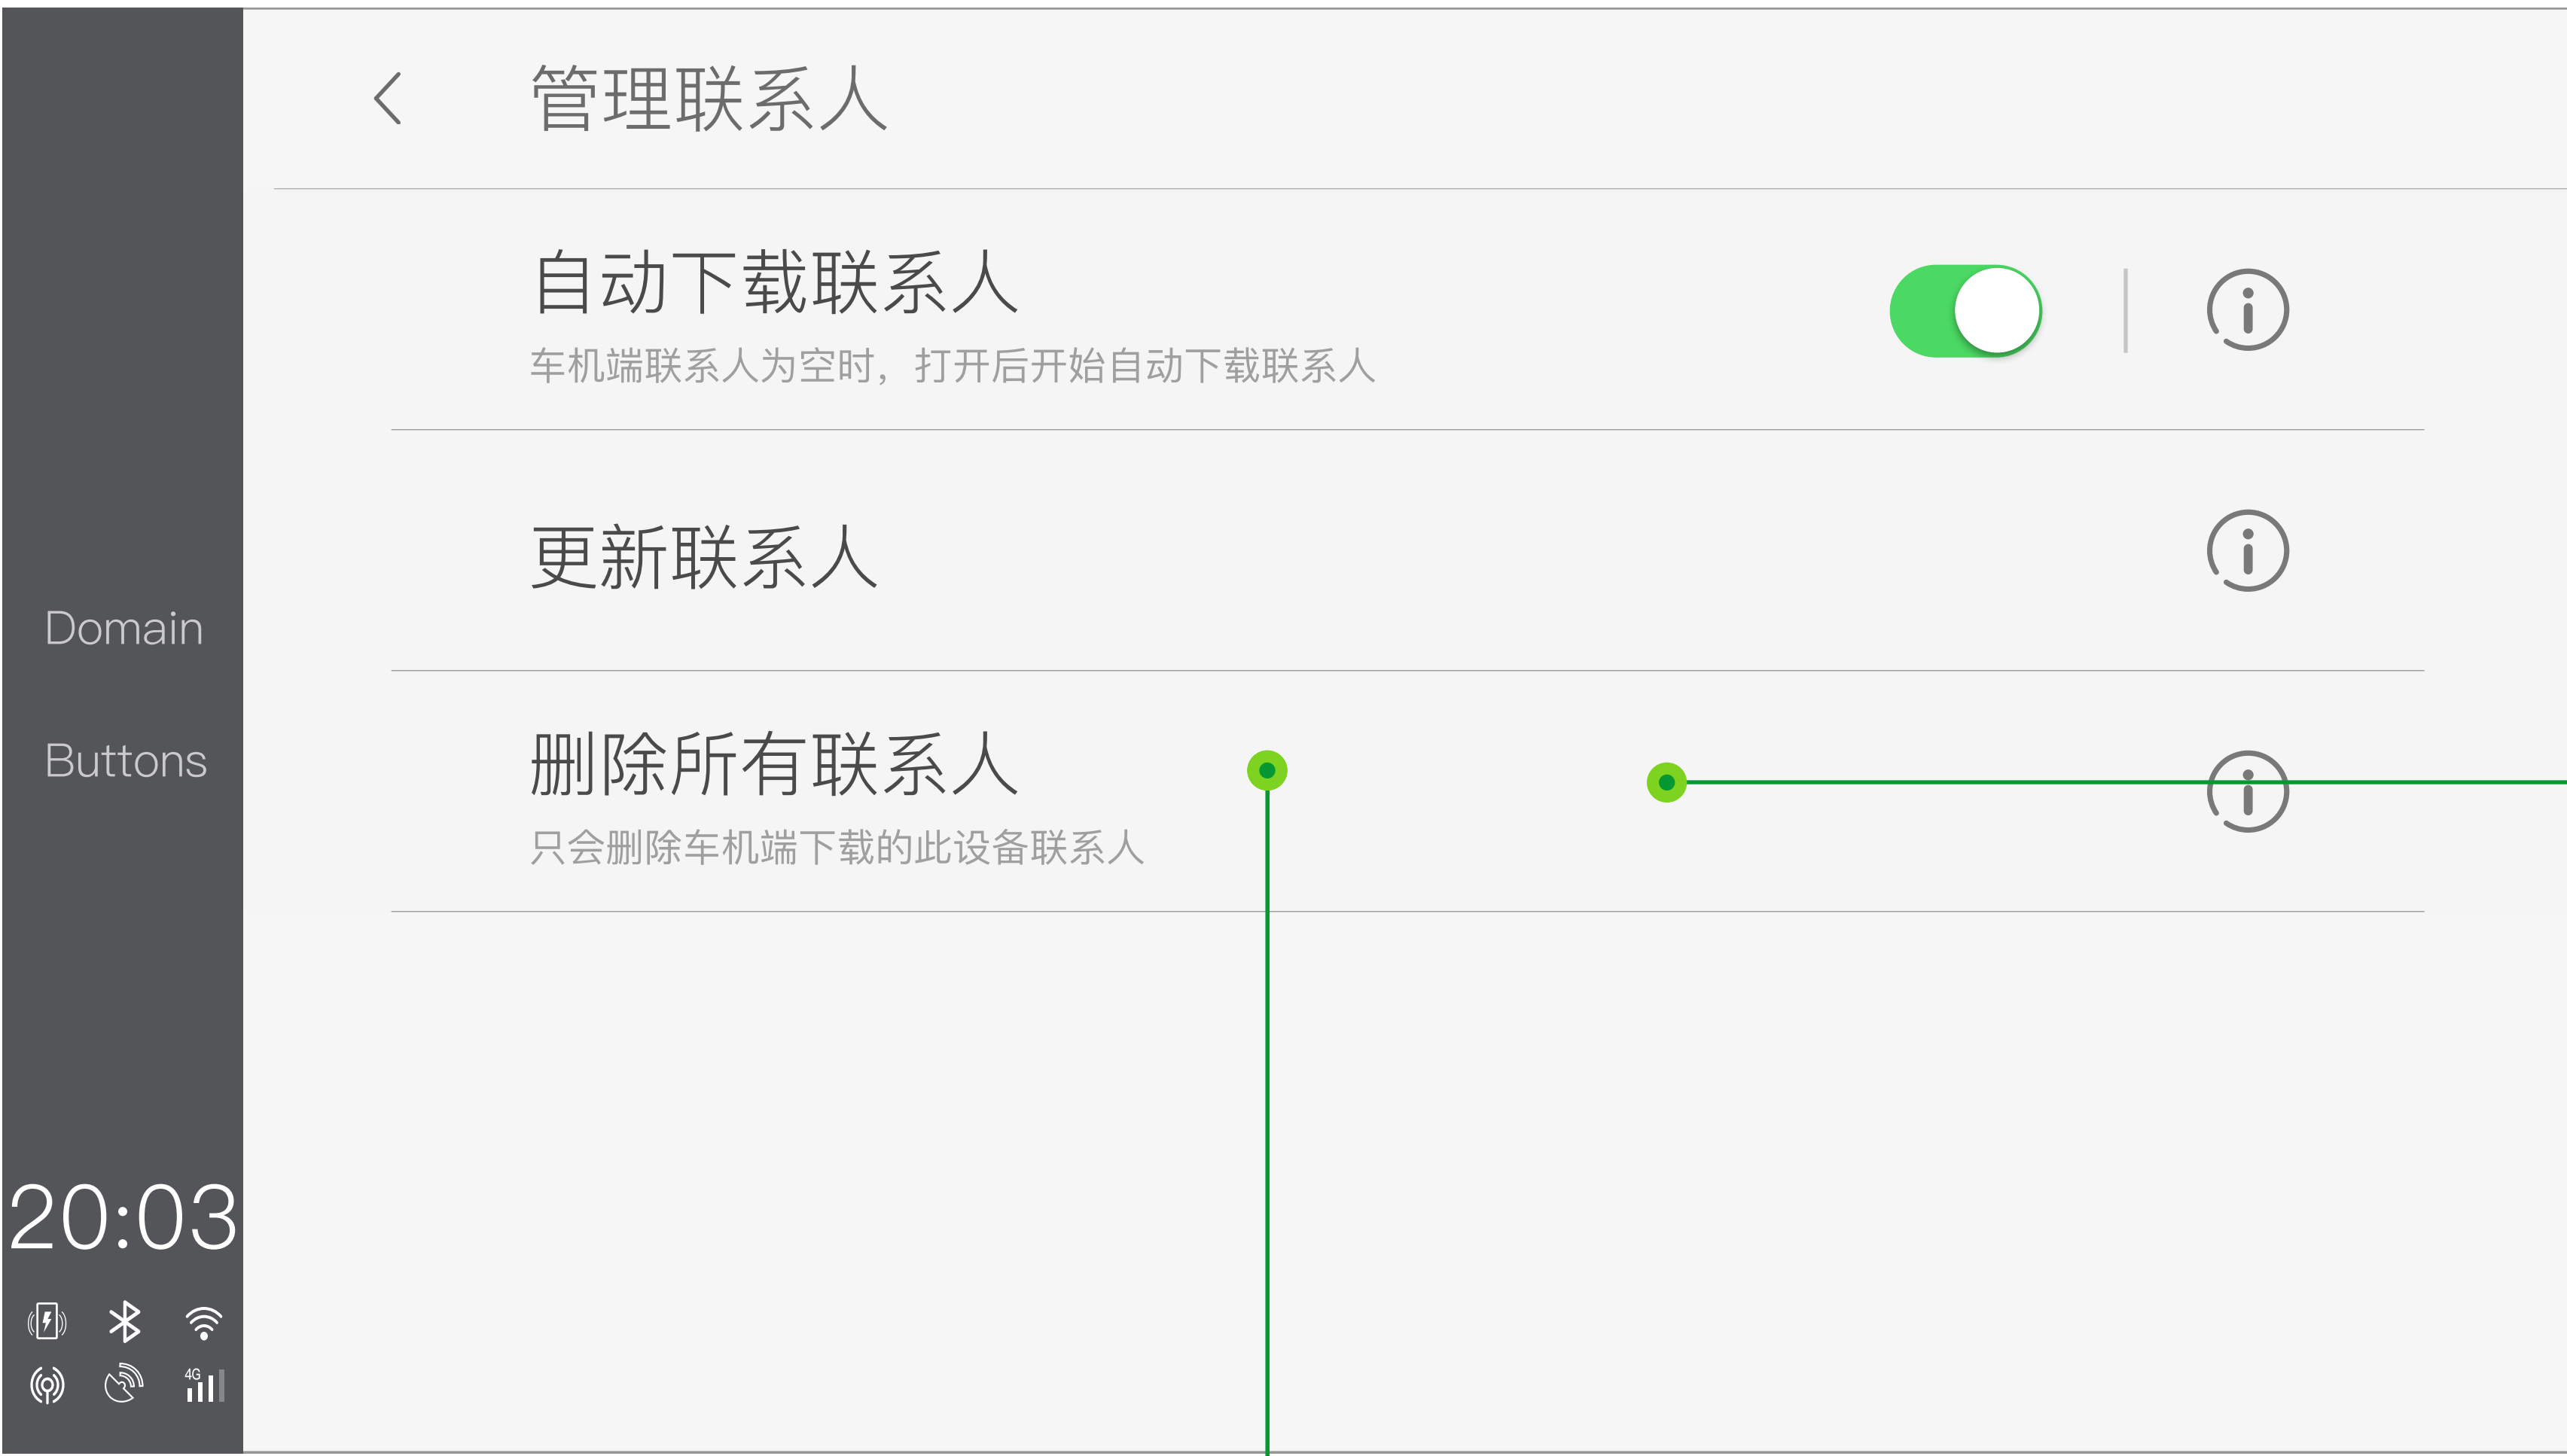 管理联系人
自动下载联系人
车机端联系人为空时，打开后开始自动下载联系人
更新联系人
删除所有联系人
只会删除车机端下载的此设备联系人
Domain
Buttons
20:03
4G